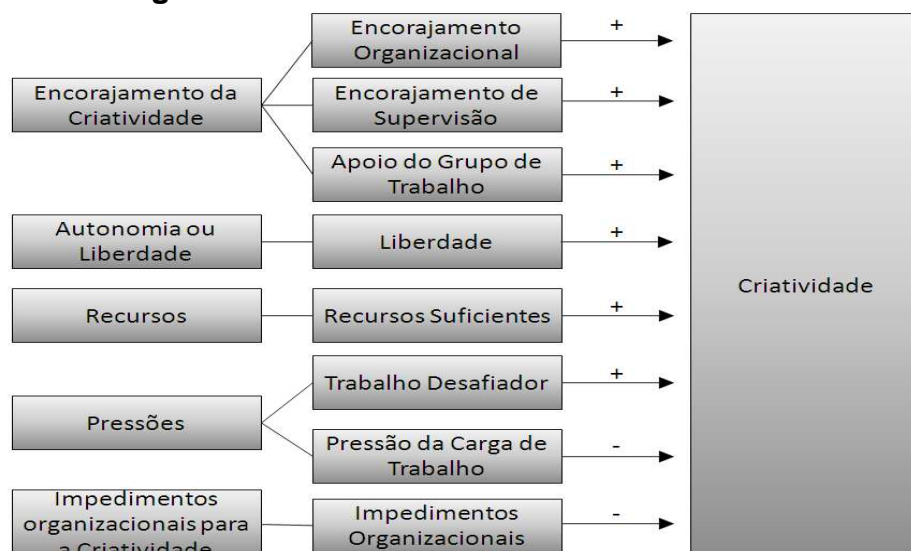 Encorajamento
Organizacional
+
Encorajamento da
Criatividade
Encorajamento de
Supervisão
+
Apoio do Grupo de
Trabalho
+
Autonomia ou
Liberdade
Liberdade
+
Criatividade
Recursos
Recursos Suficientes
+
Trabalho Desafiador
+
Pressões
Pressão da Carga de
Trabalho
-
Impedimentos
organizacionais para
a Criatividade
Impedimentos
Organizacionais
-